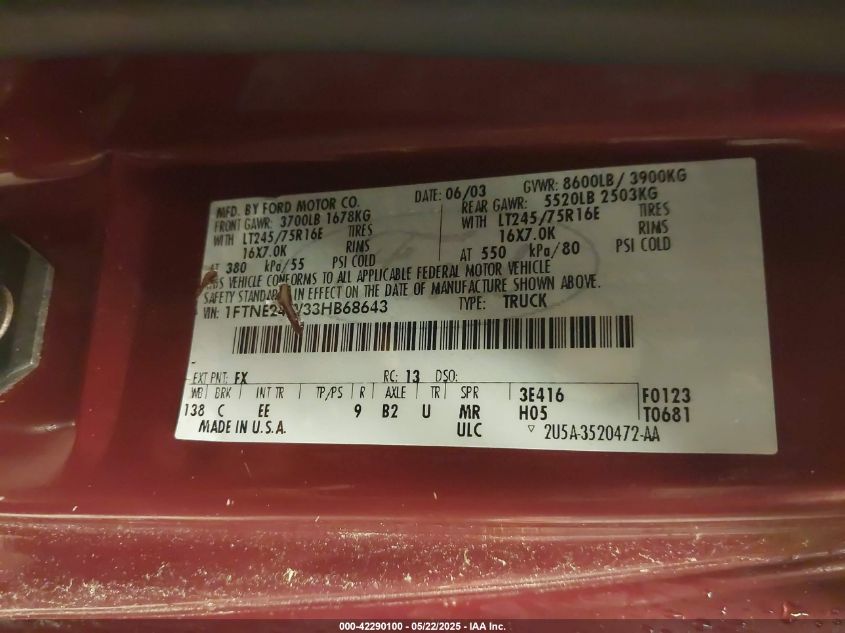 MFD. BY FORD MOTOR CO.
DATE: 06/03
GVWR: 8600LB/ 3900KG
FRONT GAWR: 3700LB 1678KG
WITH LT245/75R16E TIRES
16X7.0K RIMS
AT 380 kPa/55 PSI COLD
REAR GAWR: 5520LB 2503KG
WITH LT245/75R16E TIRES
16X7.0K RIMS
AT 550 kPa/80 PSI COLD
VEHICLE CONFORMS TO ALL APPLICABLE FEDERAL MOTOR VEHICLE
SAFETY IN EFFECT ON THE DATE OF MANUFACTURE SHOWN ABOVE.
VIN: TYPE: TRUCK
EXT PNT: FX RC: 13 DSO:
WB BRK INT TR TP/PS R AXLE TR SPR 3E416 F0123
138 C EE 9 B2 U MR H05 T0681
MADE IN U.S.A. ULC ▽ 2U5A-3520472-AA
000-42290100 - 05/22/2025 - IAA Inc.